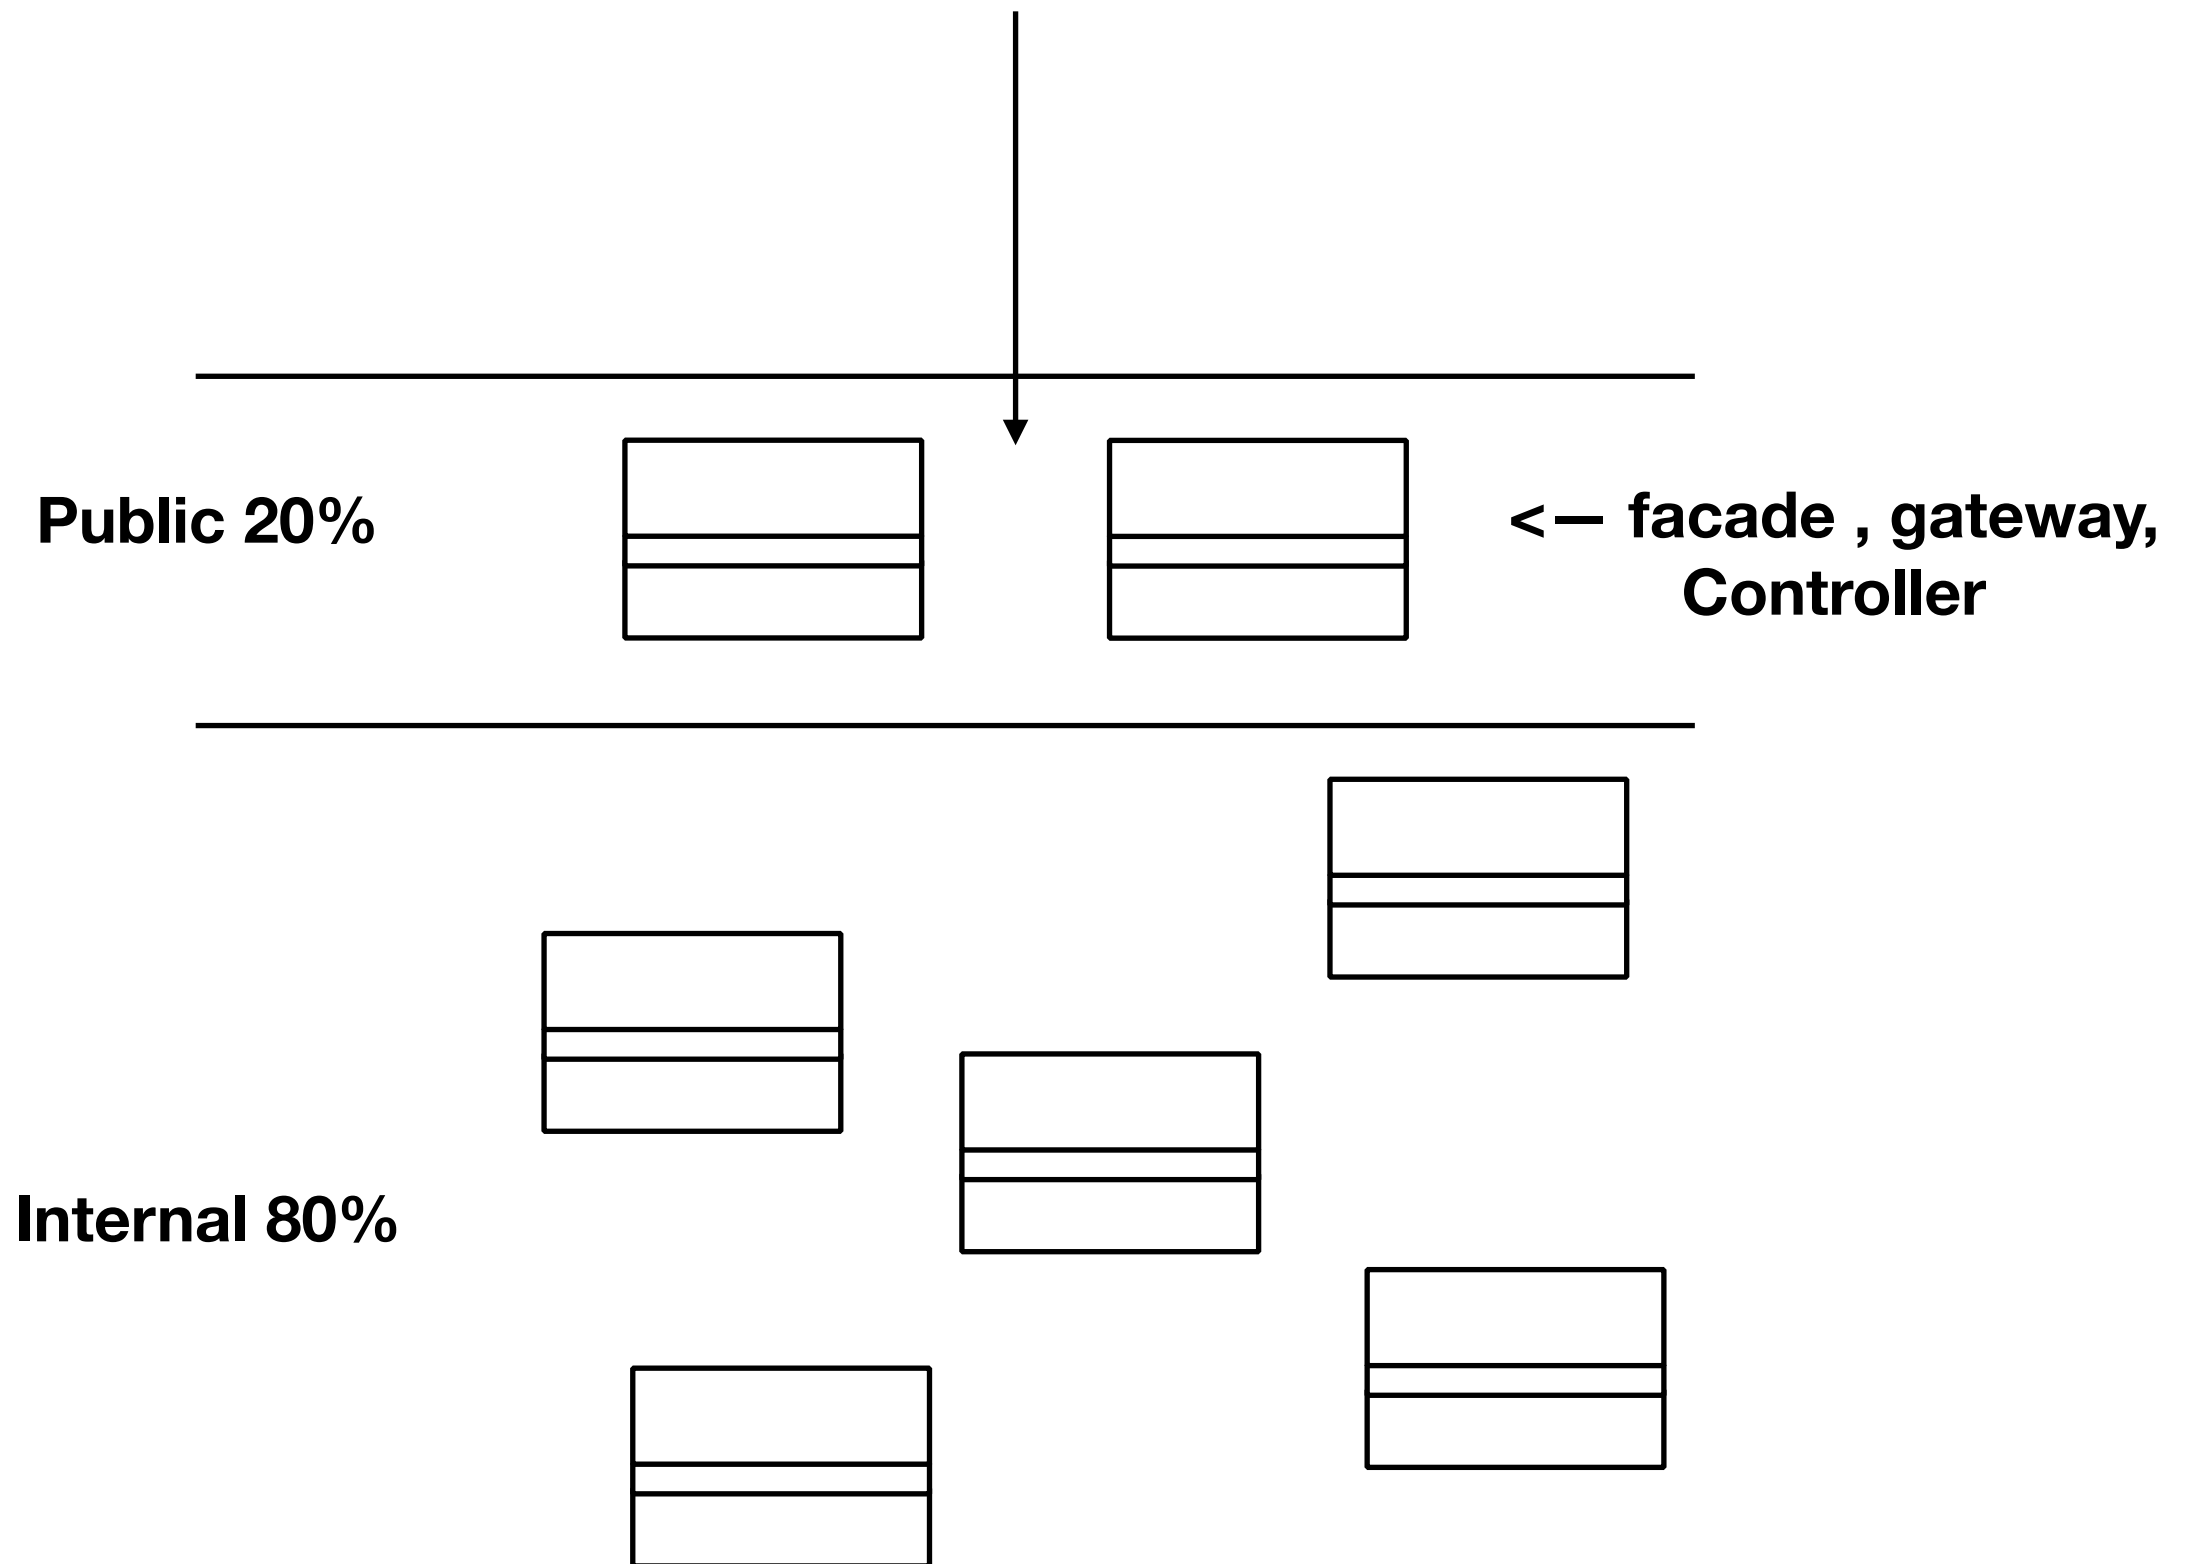 Public 20%
<— facade , gateway,
Controller
Internal 80%